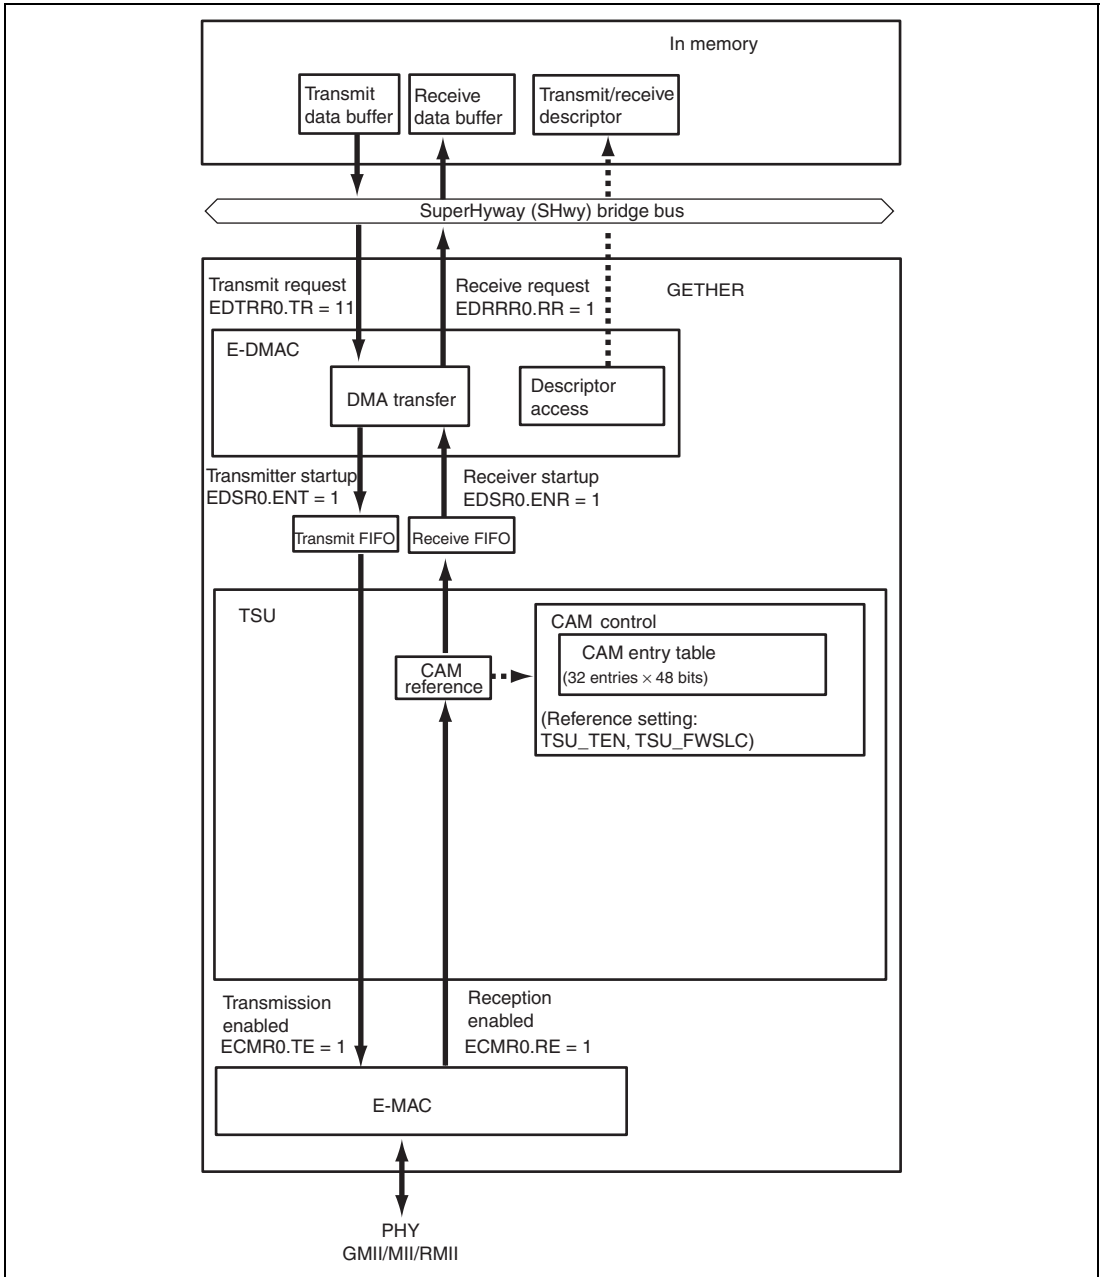 In memory
Transmit
data buffer
Receive
data buffer
Transmit/receive
descriptor
SuperHyway (SHwy) bridge bus
Transmit request
EDTRR0.TR = 11
Receive request
EDRRR0.RR = 1
GETHER
E-DMAC
DMA transfer
Descriptor
access
Transmitter startup
EDSR0.ENT = 1
Receiver startup
EDSR0.ENR = 1
Transmit FIFO
Receive FIFO
TSU
CAM control
CAM entry table
(32 entries × 48 bits)
CAM
reference
(Reference setting:
TSU_TEN, TSU_FWSLC)
Transmission
enabled
ECMR0.TE = 1
Reception
enabled
ECMR0.RE = 1
E-MAC
PHY
GMII/MII/RMII